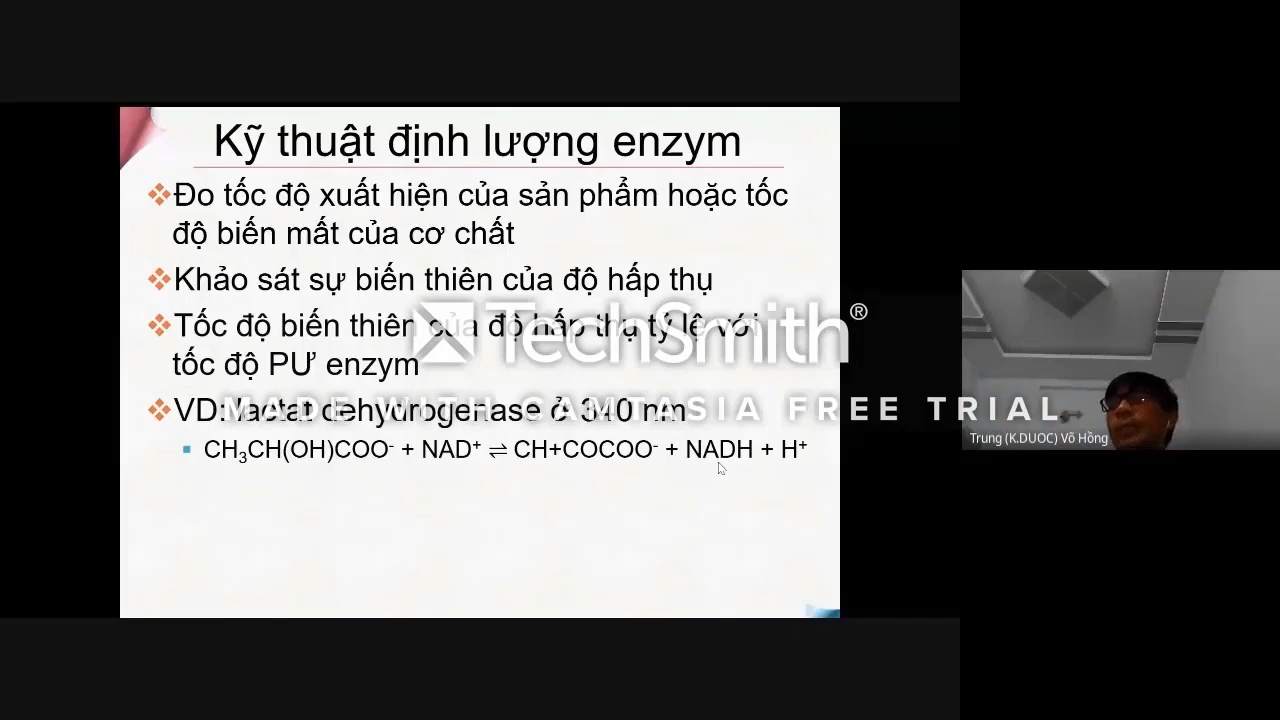 Kỹ thuật định lượng enzym
❖Đo tốc độ xuất hiện của sản phẩm hoặc tốc
độ biến mất của cơ chất
❖Khảo sát sự biến thiên của độ hấp thụ
❖Tốc độ biến thiên của độ hấp thụ tỷ lệ với
tốc độ PƯ enzym
❖VD: lactat dehydrogenase ở 340 nm
▪ CH₃CH(OH)COO⁻ + NAD⁺ ⇌ CH+COCOO⁻ + NADH + H⁺
TechSmith®
MADE WITH CAMTASIA FREE TRIAL
Trung (K.DUOC) Võ Hồng